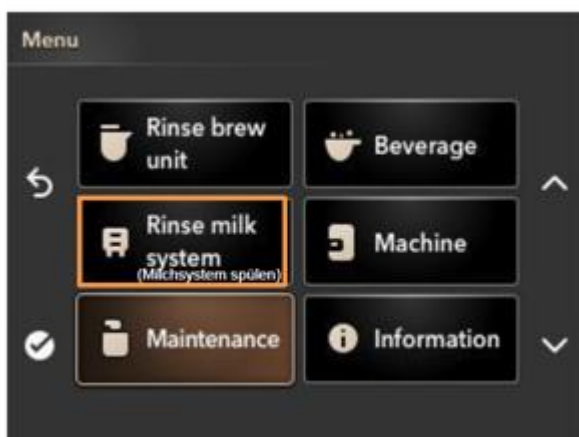 Menu
Rinse brew
unit
Beverage
Rinse milk
system
(Milchsystem spülen)
Machine
Maintenance
Information